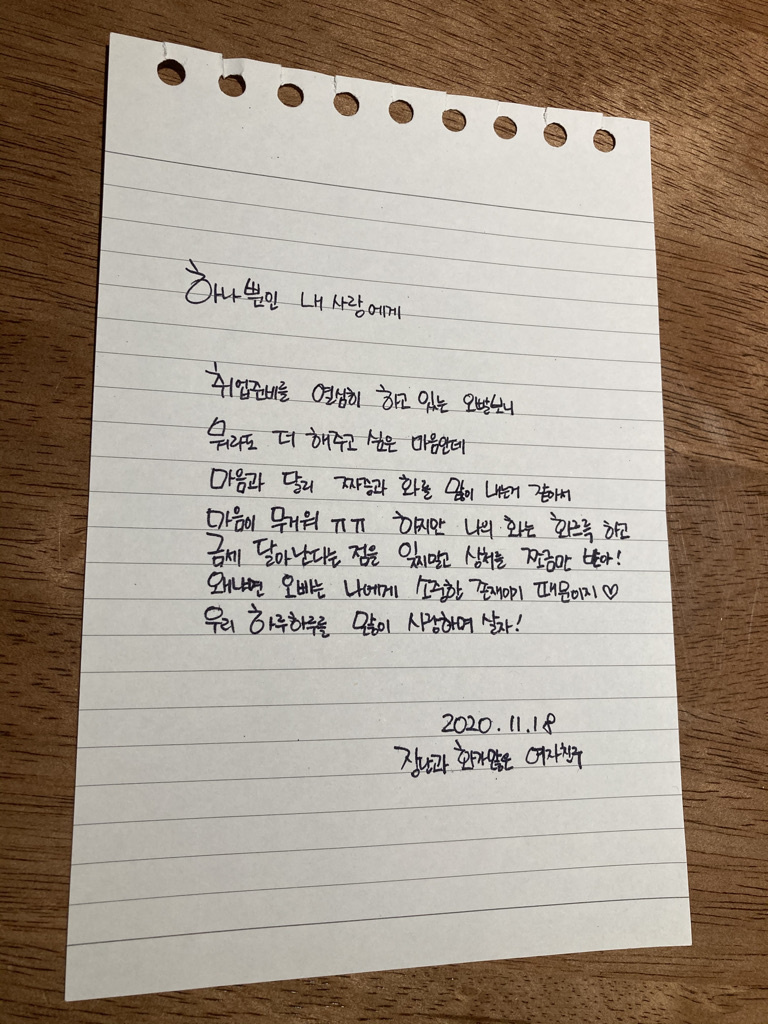 하나뿐인 내 사랑에게
취업준비를 열심히 하고 있는 오빨보니
뭐라도 더 해주고 싶은 마음인데
마음과 달리 짜증과 화를 많이 내는거 같아서
마음이 무거워 ㅠㅠ 하지만 나의 화는 화르륵 하고
금세 달아난다는 점을 잊지말고 상처를 쪼금만 받아!
왜냐면 오빠는 나에게 소중한 존재이기 때문이지♡
우리 하루하루를 많이 사랑하며 살자!
2020.11.18
장난과 화가많은 여자친구